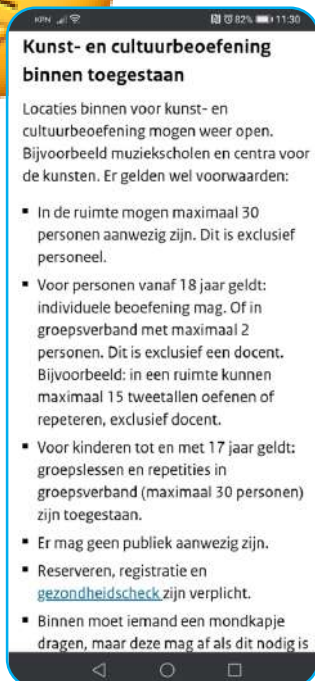 KPN 82% 11:30
Kunst- en cultuurbeoefening
binnen toegestaan
Locaties binnen voor kunst- en
cultuurbeoefening mogen weer open.
Bijvoorbeeld muziekscholen en centra voor
de kunsten. Er gelden wel voorwaarden:
▪ In de ruimte mogen maximaal 30
personen aanwezig zijn. Dit is exclusief
personeel.
▪ Voor personen vanaf 18 jaar geldt:
individuele beoefening mag. Of in
groepsverband met maximaal 2
personen. Dit is exclusief een docent.
Bijvoorbeeld: in een ruimte kunnen
maximaal 15 tweetallen oefenen of
repeteren, exclusief docent.
▪ Voor kinderen tot en met 17 jaar geldt:
groepslessen en repetities in
groepsverband (maximaal 30 personen)
zijn toegestaan.
▪ Er mag geen publiek aanwezig zijn.
▪ Reserveren, registratie en
gezondheidscheck zijn verplicht.
▪ Binnen moet iemand een mondkapje
dragen, maar deze mag af als dit nodig is